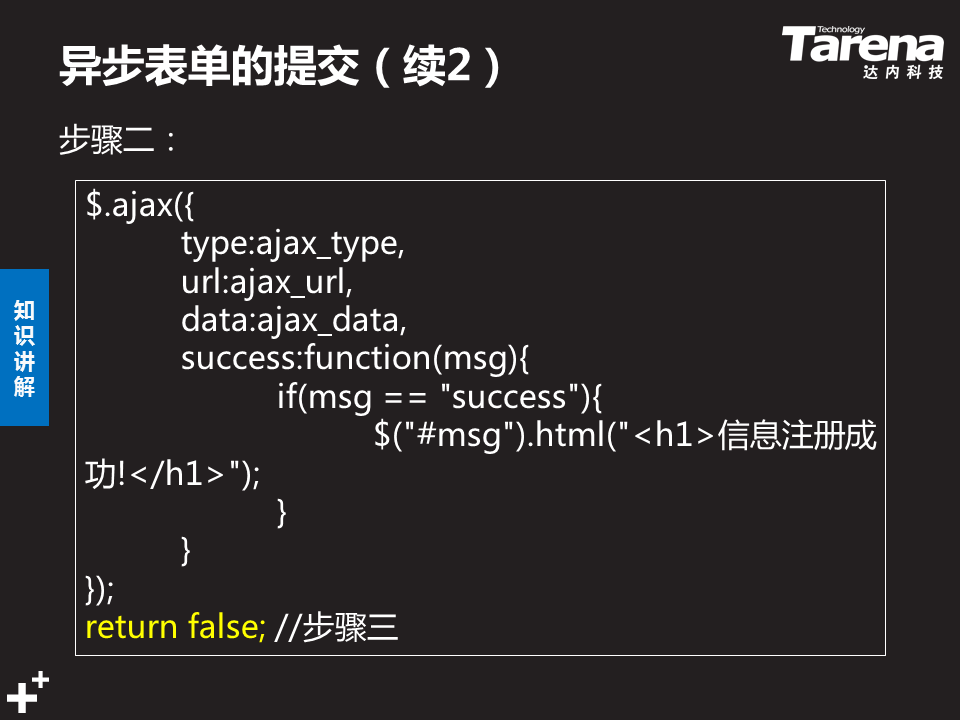 异步表单的提交（续2）
Technology
Tarena
达内科技
步骤二：
知识讲解
$.ajax({
type:ajax_type,
url:ajax_url,
data:ajax_data,
success:function(msg){
if(msg == "success"){
$("#msg").html("<h1>信息注册成
功!</h1>");
}
}
});
return false; //步骤三